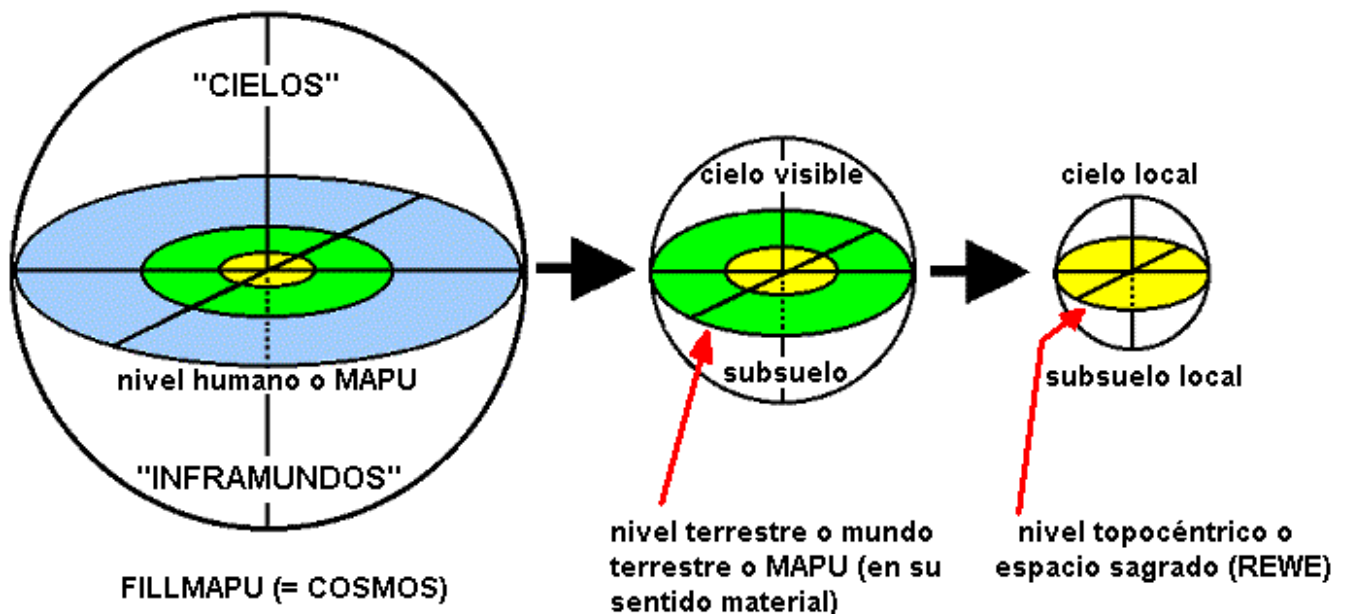 "CIELOS"
nivel humano o MAPU
"INFRAMUNDOS"
FILLMAPU (= COSMOS)
cielo visible
subsuelo
nivel terrestre o mundo
terrestre o MAPU (en su
sentido material)
cielo local
subsuelo local
nivel topocéntrico o
espacio sagrado (REWE)